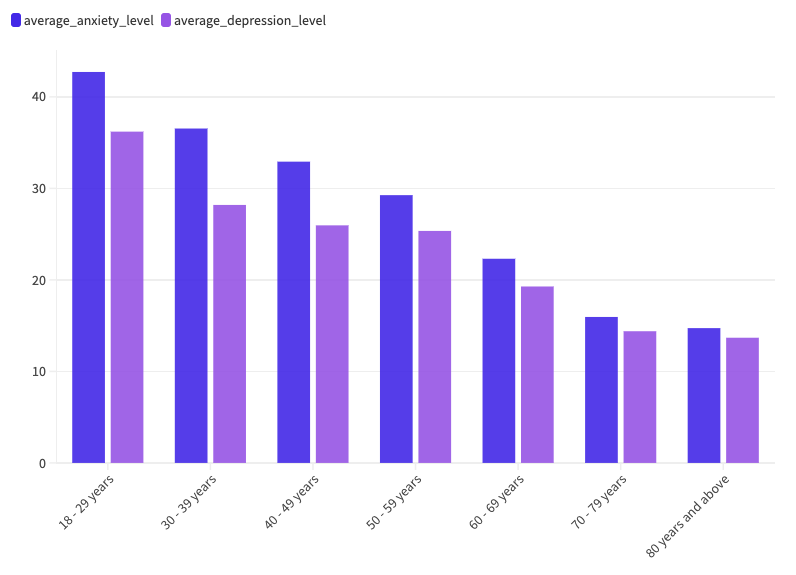 average_anxiety_level average_depression_level
40
30
20
10
0
18 - 29 years
30 - 39 years
40 - 49 years
50 - 59 years
60 - 69 years
70 - 79 years
80 years and above